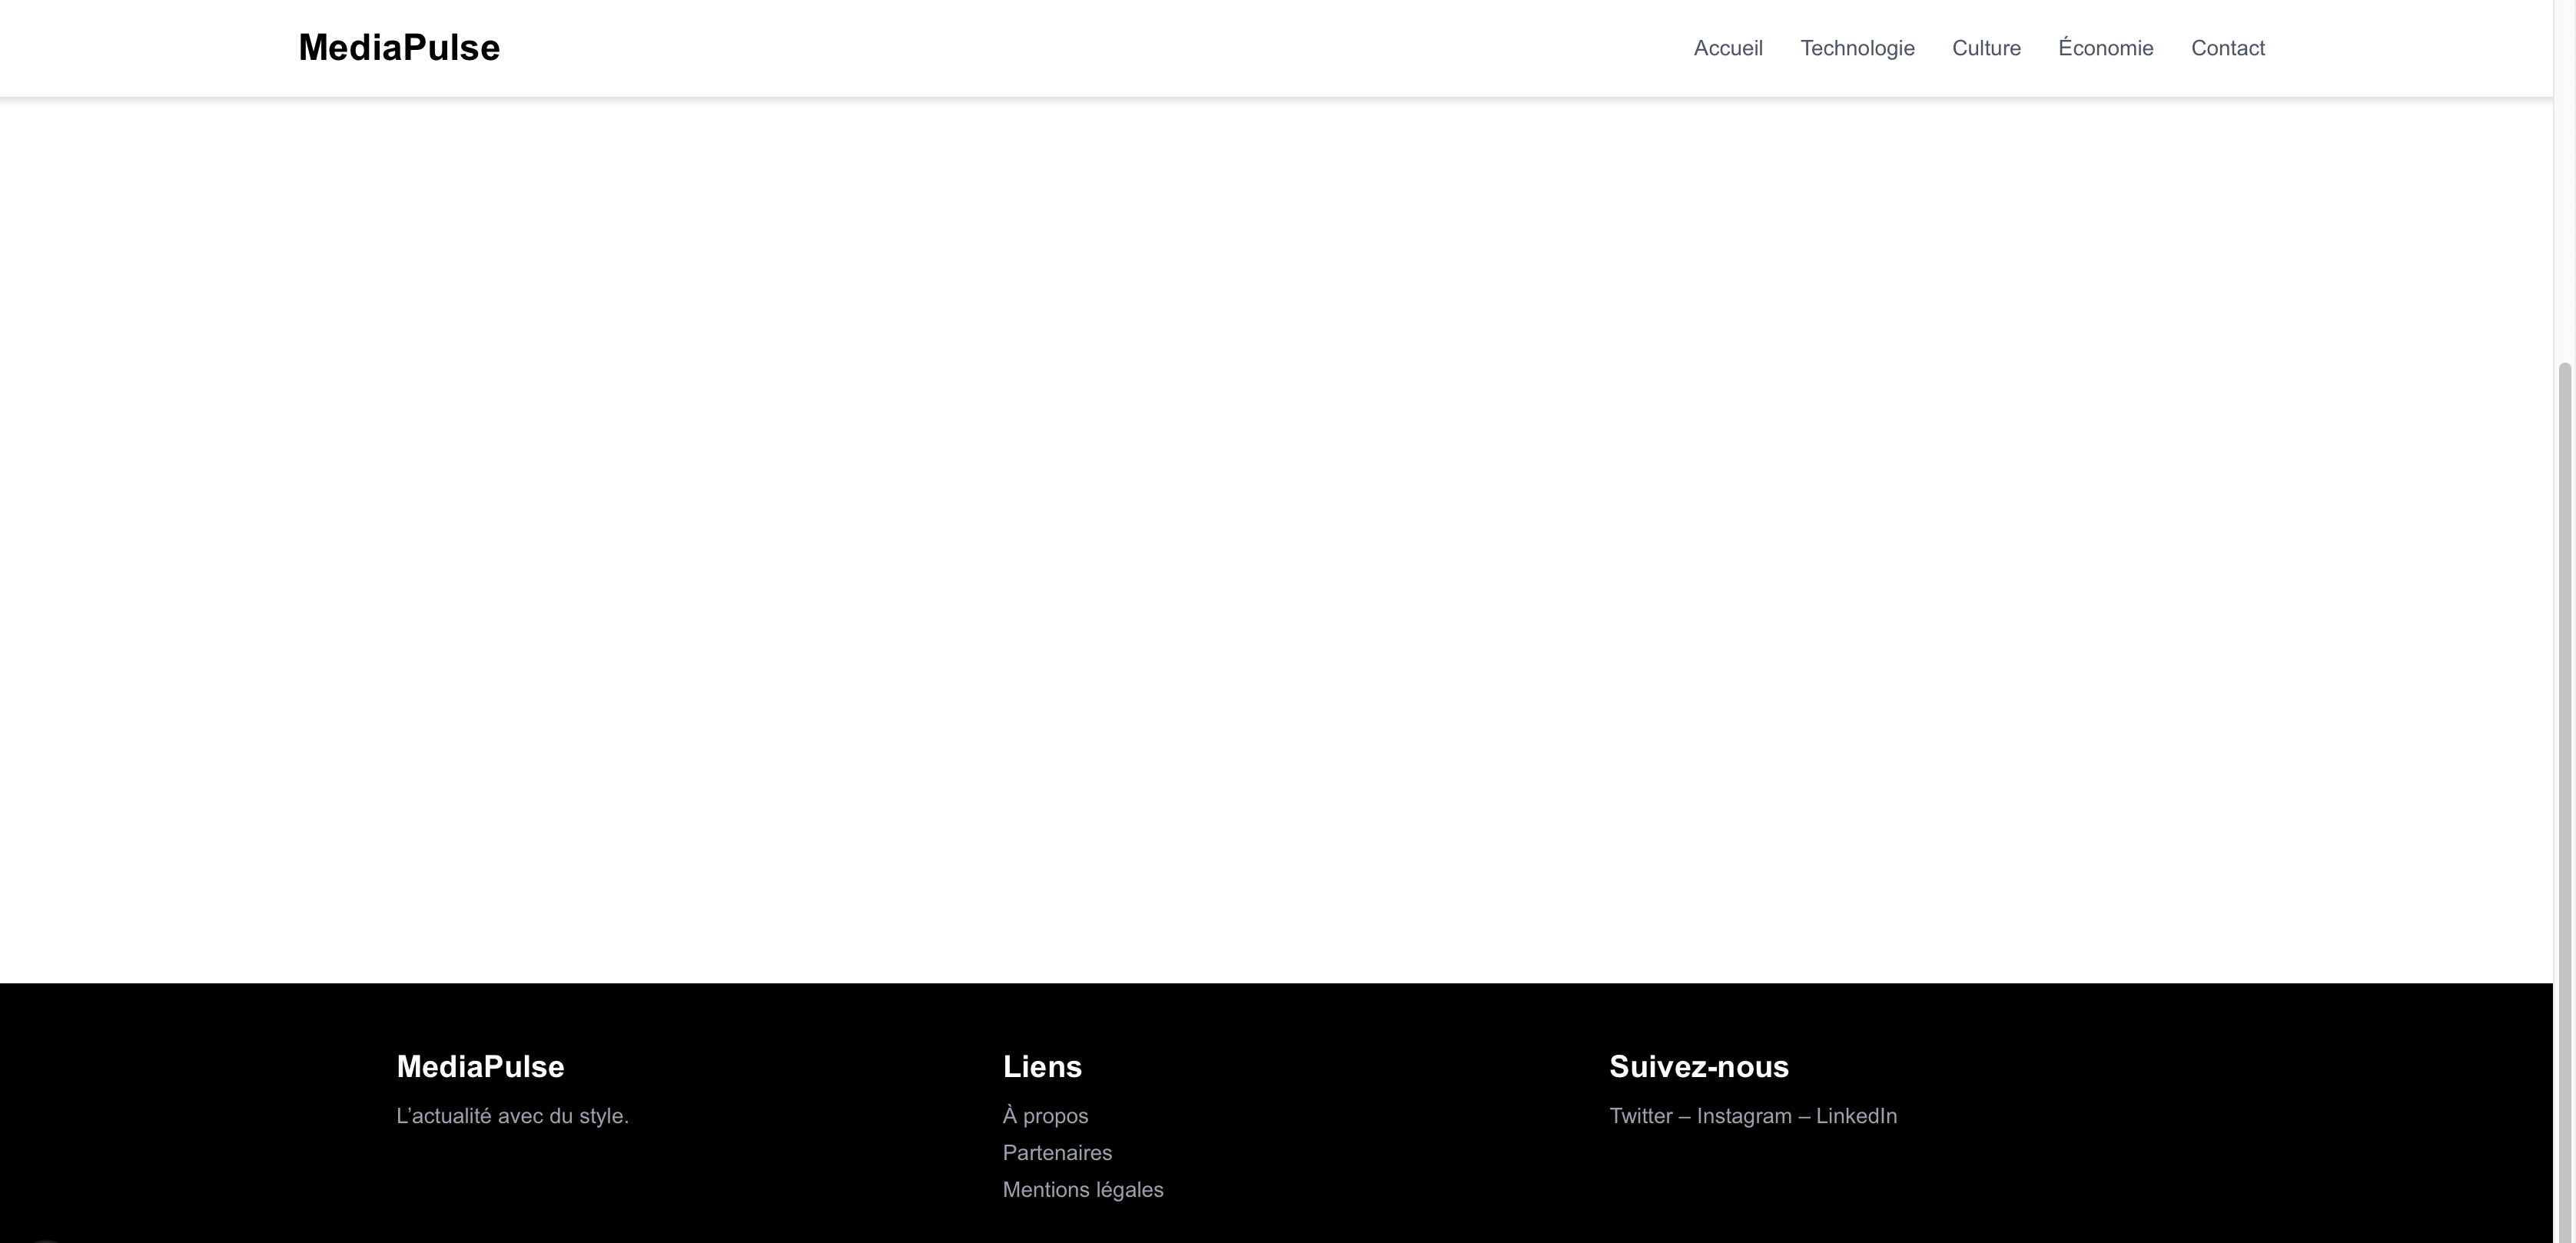 MediaPulse
Accueil Technologie Culture Économie Contact
MediaPulse
L’actualité avec du style.
Liens
À propos
Partenaires
Mentions légales
Suivez-nous
Twitter – Instagram – LinkedIn